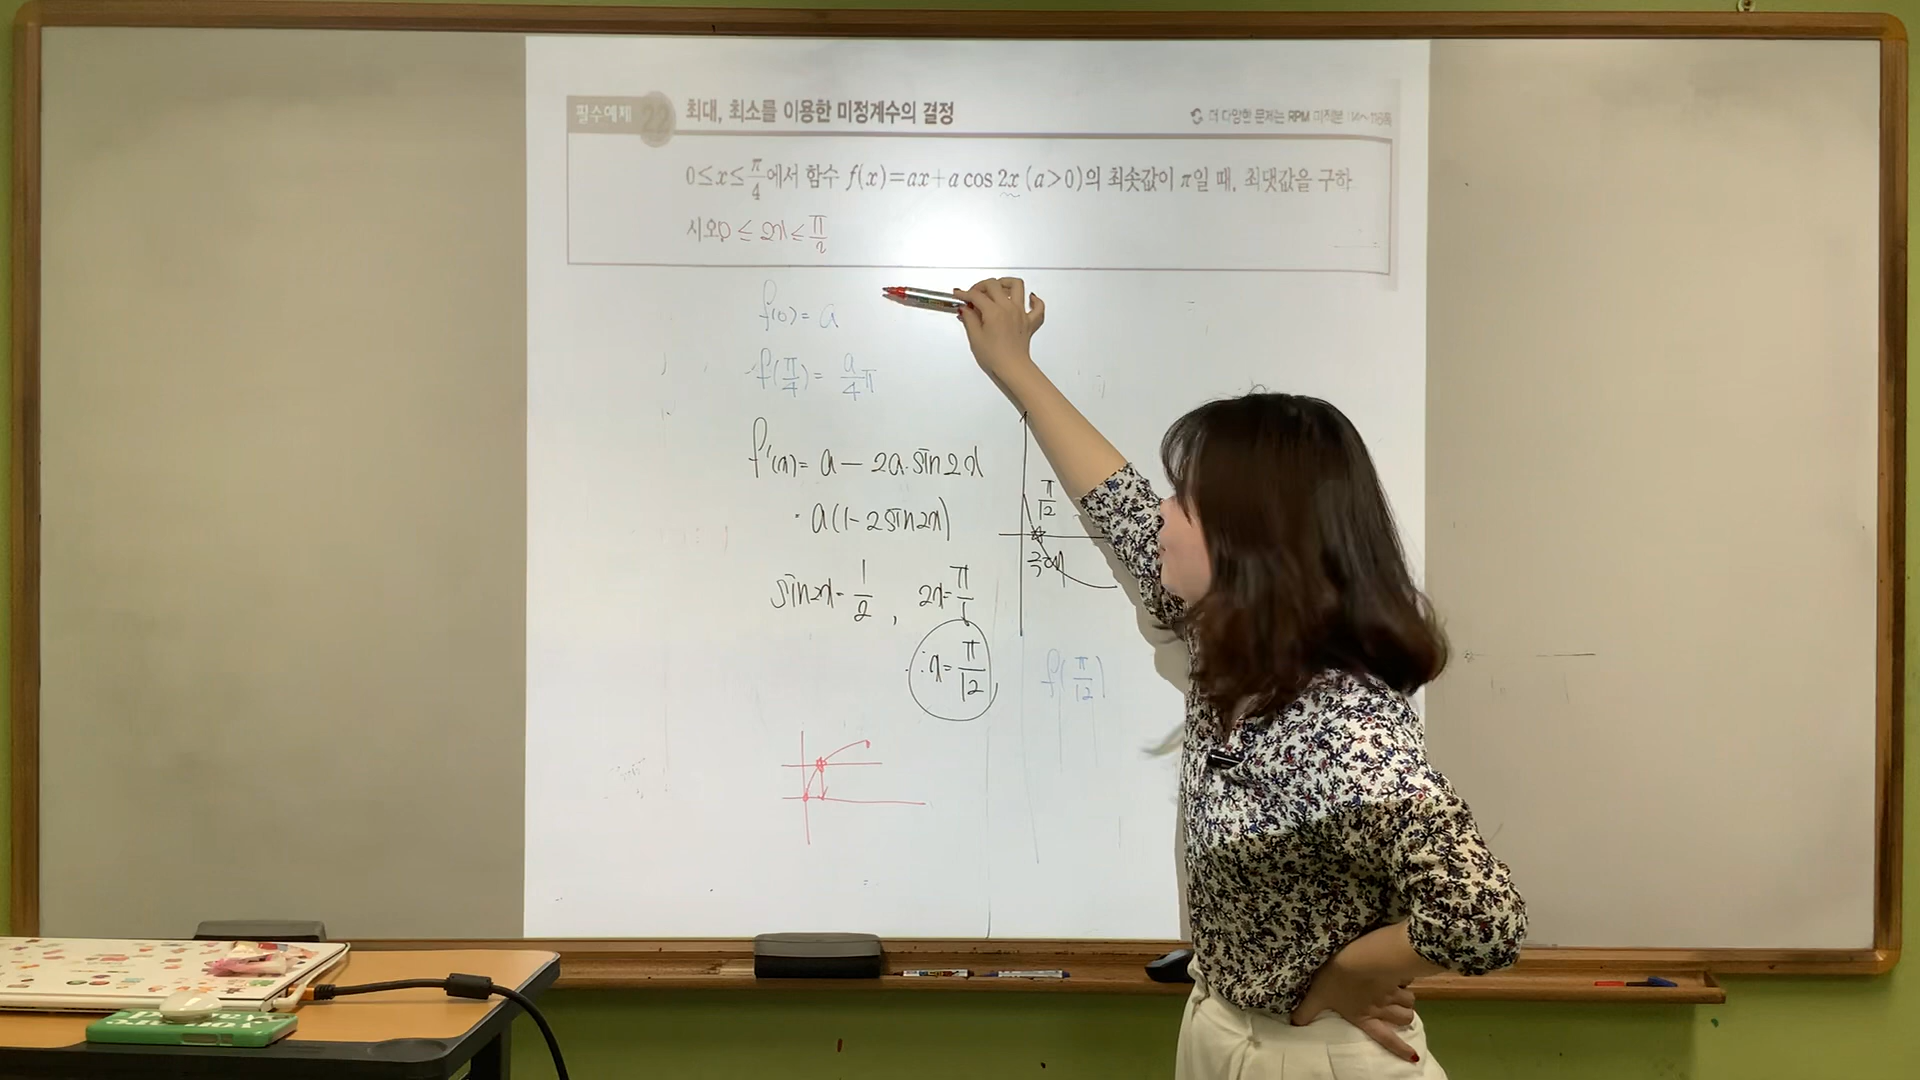 필수예제 22 최대, 최소를 이용한 미정계수의 결정
더 다양한 문제는 RPM 미적분
0≤x≤π/4에서 함수 f(x)=ax+a cos 2x (a>0)의 최솟값이 π일 때, 최댓값을 구하
시오 0 ≤ 2x ≤ π/2
f(0)= a
f(π/4)= a/4 π
f'(x)= a - 2a·sin2x
a(1-2sin2x)
π/12
sin2x=1/2 , 2x=π/6
∴x=π/12
f(π/12)